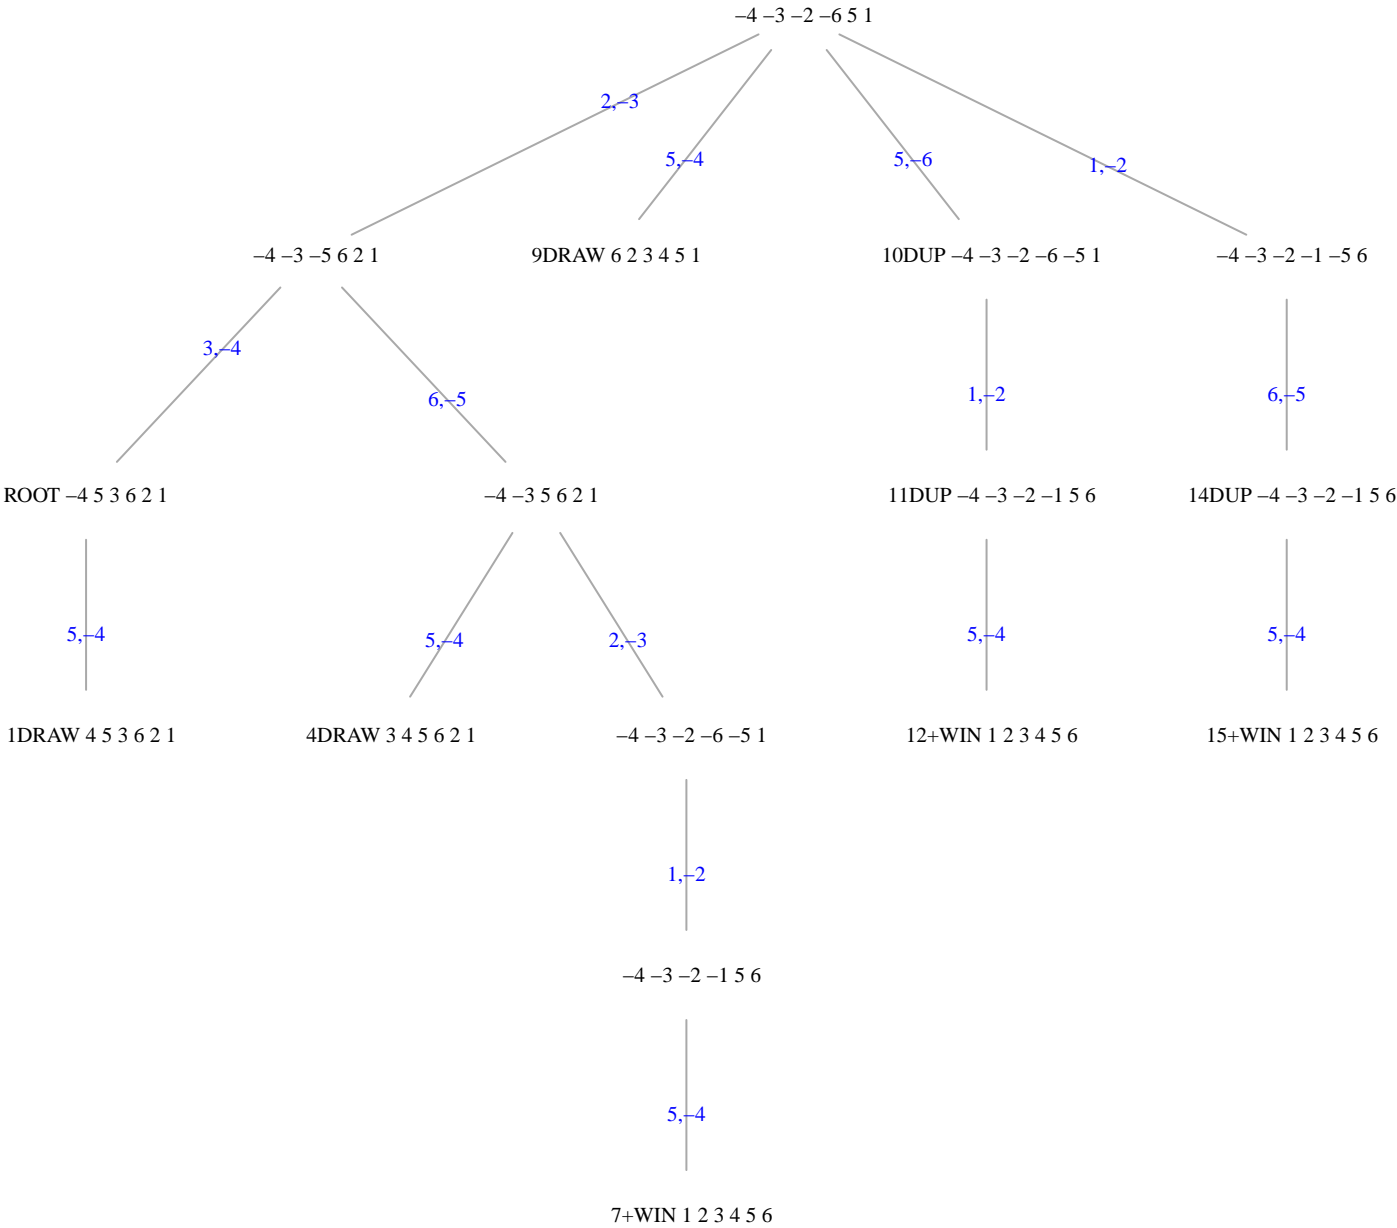 −4 −3 −2 −6 5 1
2,−3
5,−4
5,−6
1,−2
−4 −3 −5 6 2 1
9DRAW 6 2 3 4 5 1
10DUP −4 −3 −2 −6 −5 1
−4 −3 −2 −1 −5 6
3,−4
6,−5
1,−2
6,−5
ROOT −4 5 3 6 2 1
−4 −3 5 6 2 1
11DUP −4 −3 −2 −1 5 6
14DUP −4 −3 −2 −1 5 6
5,−4
5,−4
2,−3
5,−4
5,−4
1DRAW 4 5 3 6 2 1
4DRAW 3 4 5 6 2 1
−4 −3 −2 −6 −5 1
12+WIN 1 2 3 4 5 6
15+WIN 1 2 3 4 5 6
1,−2
−4 −3 −2 −1 5 6
5,−4
7+WIN 1 2 3 4 5 6